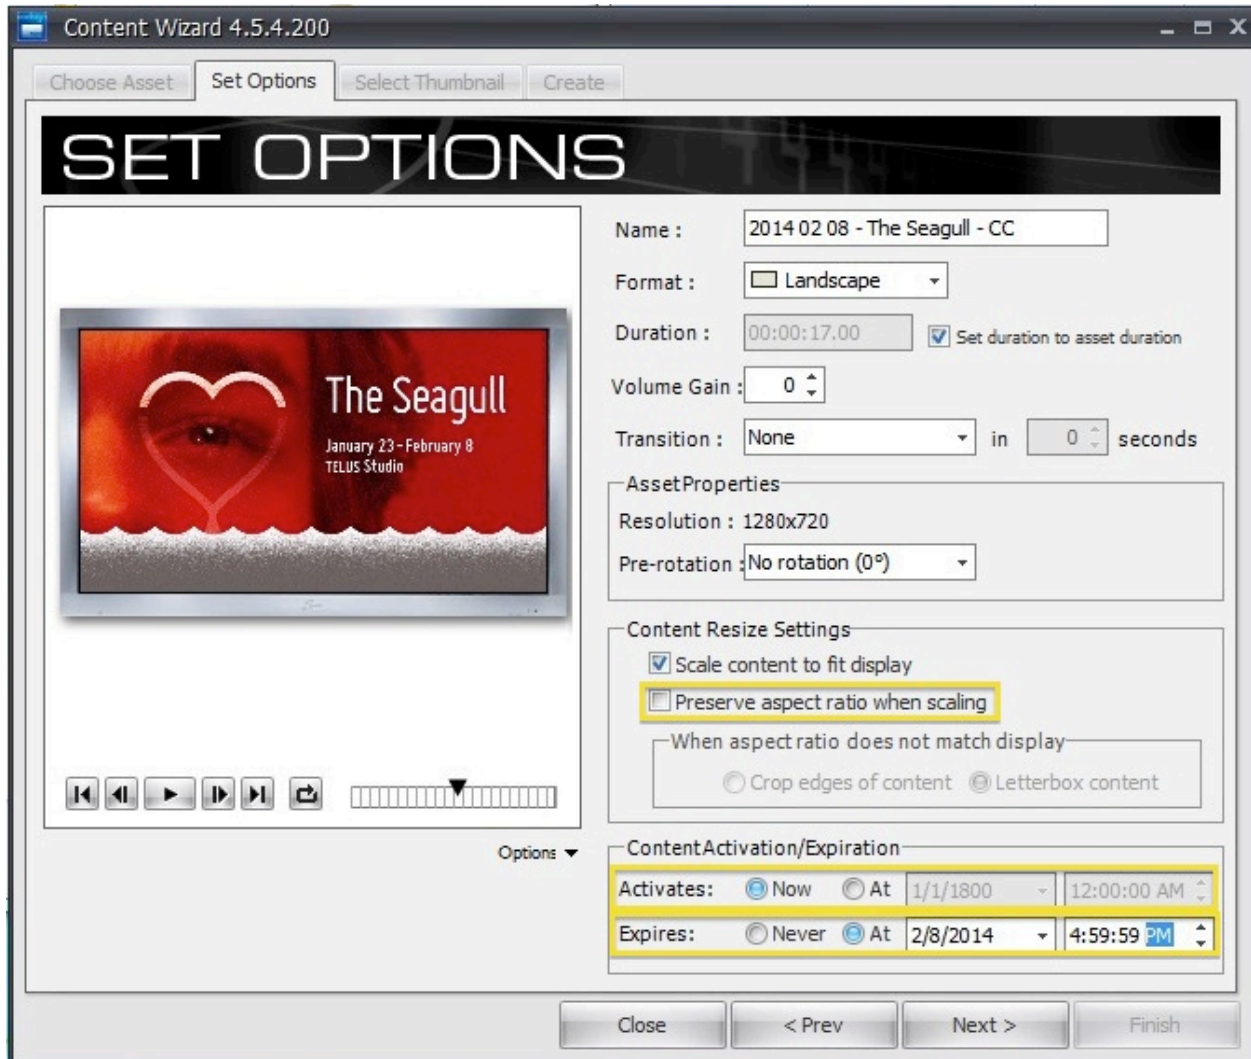 Content Wizard 4.5.4.200
Choose Asset Set Options Select Thumbnail Create
SET OPTIONS
Name : 2014 02 08 - The Seagull - CC
Format : Landscape
Duration : 00:00:17.00 Set duration to asset duration
Volume Gain : 0
Transition : None in 0 seconds
AssetProperties
Resolution : 1280x720
Pre-rotation : No rotation (0º)
Content Resize Settings
Scale content to fit display
Preserve aspect ratio when scaling
When aspect ratio does not match display
Crop edges of content Letterbox content
The Seagull
January 23-February 8
TELUS Studio
Options
ContentActivation/Expiration
Activates: Now At 1/1/1800 12:00:00 AM
Expires: Never At 2/8/2014 4:59:59 PM
Close < Prev Next > Finish